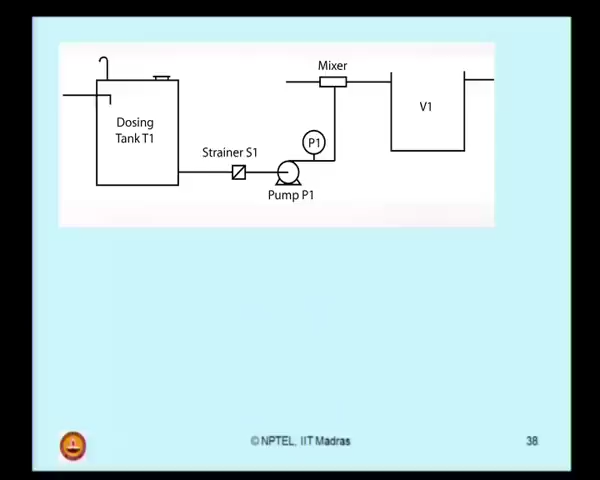 Mixer
Dosing
Tank T1
V1
Strainer S1
P1
Pump P1
© NPTEL, IIT Madras
38